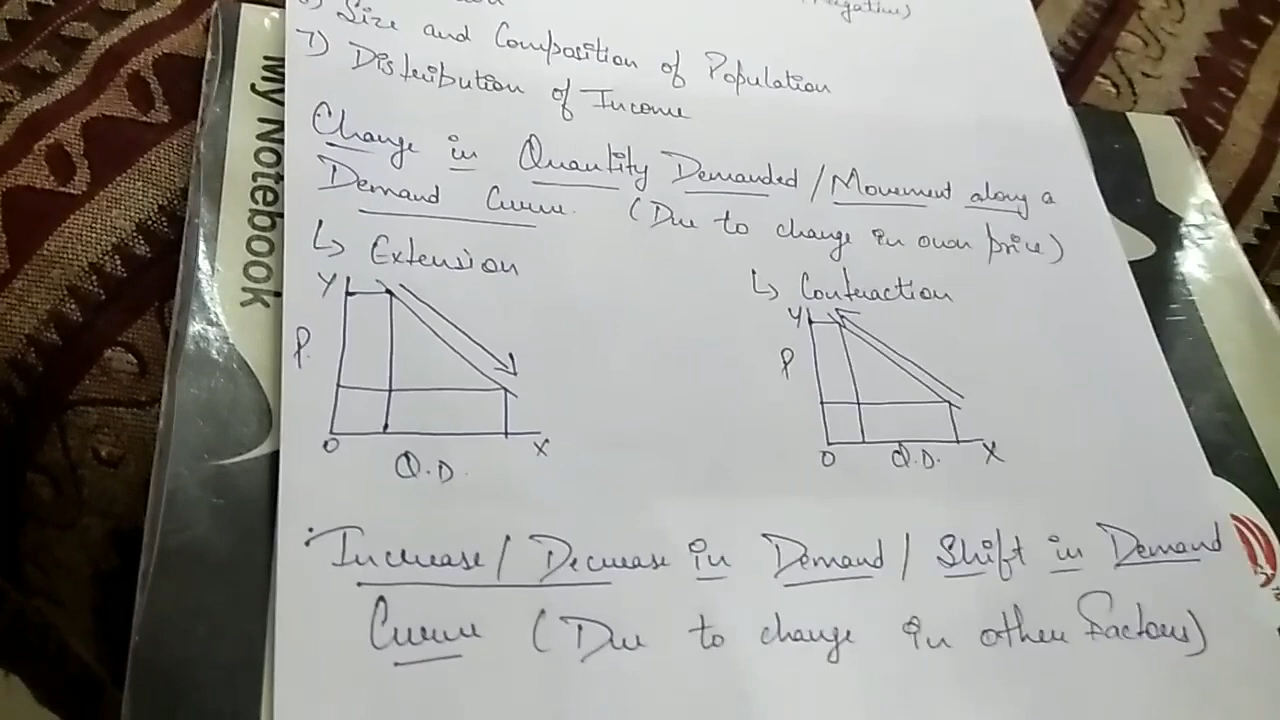 6) Size and Composition of Population
7) Distribution of Income
Change in Quantity Demanded / Movement along a
Demand Curve. (Due to change in own price)
↳ Extension
↳ Contraction
Y
P.
O
Q.D.
X
Y
P
O
Q.D.
X
Increase / Decrease in Demand / Shift in Demand
Curve (Due to change in other Factors)
My Notebook